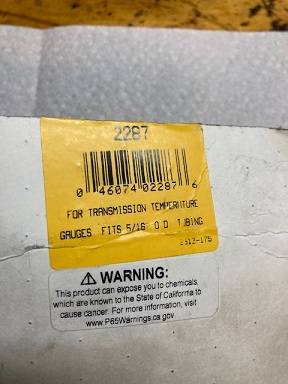 2287
0 46074 02287 6
FOR TRANSMISSION TEMPERATURE
GAUGES FITS 5/16 O D TUBING
2313-175
⚠ WARNING:
This product can expose you to chemicals,
which are known to the State of California to
cause cancer. For more information, visit
www.P65Warnings.ca.gov